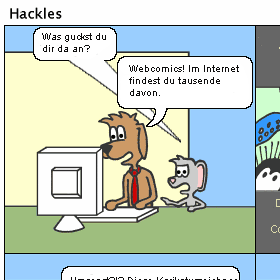 Hackles
Was guckst du
dir da an?
Webcomics! Im Internet
findest du tausende
davon.